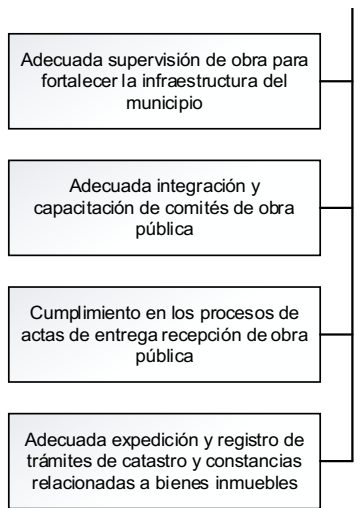 Adecuada supervisión de obra para
fortalecer la infraestructura del
municipio
Adecuada integración y
capacitación de comités de obra
pública
Cumplimiento en los procesos de
actas de entrega recepción de obra
pública
Adecuada expedición y registro de
trámites de catastro y constancias
relacionadas a bienes inmuebles